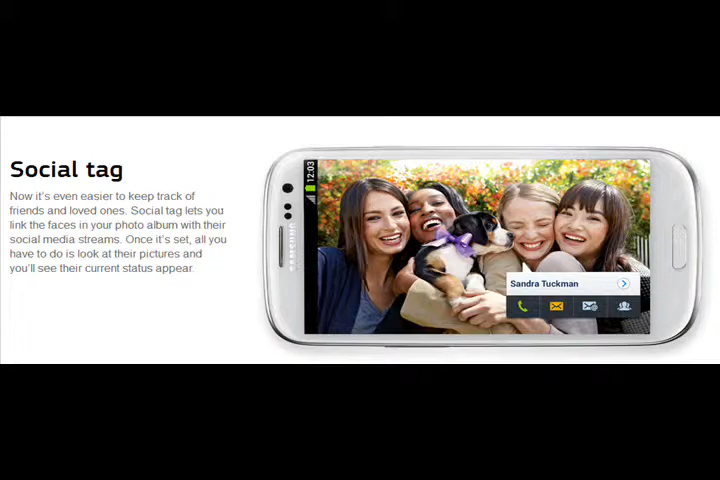 Social tag
Now it's even easier to keep track of
friends and loved ones. Social tag lets you
link the faces in your photo album with their
social media streams. Once it's set, all you
have to do is look at their pictures and
you'll see their current status appear.
12:03
SAMSUNG
Sandra Tuckman